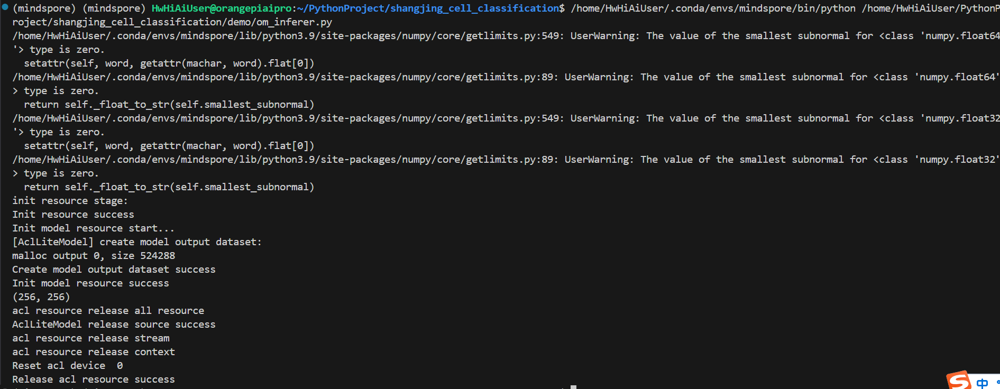 (mindspore) (mindspore) HwHiAiUser@orangepiaipro:~/PythonProject/shangjing_cell_classification$ /home/HwHiAiUser/.conda/envs/mindspore/bin/python /home/HwHiAiUser/PythonP
roject/shangjing_cell_classification/demo/om_inferer.py
/home/HwHiAiUser/.conda/envs/mindspore/lib/python3.9/site-packages/numpy/core/getlimits.py:549: UserWarning: The value of the smallest subnormal for <class 'numpy.float64
'> type is zero.
  setattr(self, word, getattr(machar, word).flat[0])
/home/HwHiAiUser/.conda/envs/mindspore/lib/python3.9/site-packages/numpy/core/getlimits.py:89: UserWarning: The value of the smallest subnormal for <class 'numpy.float64'
> type is zero.
  return self._float_to_str(self.smallest_subnormal)
/home/HwHiAiUser/.conda/envs/mindspore/lib/python3.9/site-packages/numpy/core/getlimits.py:549: UserWarning: The value of the smallest subnormal for <class 'numpy.float32
'> type is zero.
  setattr(self, word, getattr(machar, word).flat[0])
/home/HwHiAiUser/.conda/envs/mindspore/lib/python3.9/site-packages/numpy/core/getlimits.py:89: UserWarning: The value of the smallest subnormal for <class 'numpy.float32'
> type is zero.
  return self._float_to_str(self.smallest_subnormal)
init resource stage:
Init resource success
Init model resource start...
[AclLiteModel] create model output dataset:
malloc output 0, size 524288
Create model output dataset success
Init model resource success
(256, 256)
acl resource release all resource
AclLiteModel release source success
acl resource release stream
acl resource release context
Reset acl device  0
Release acl resource success
S 中